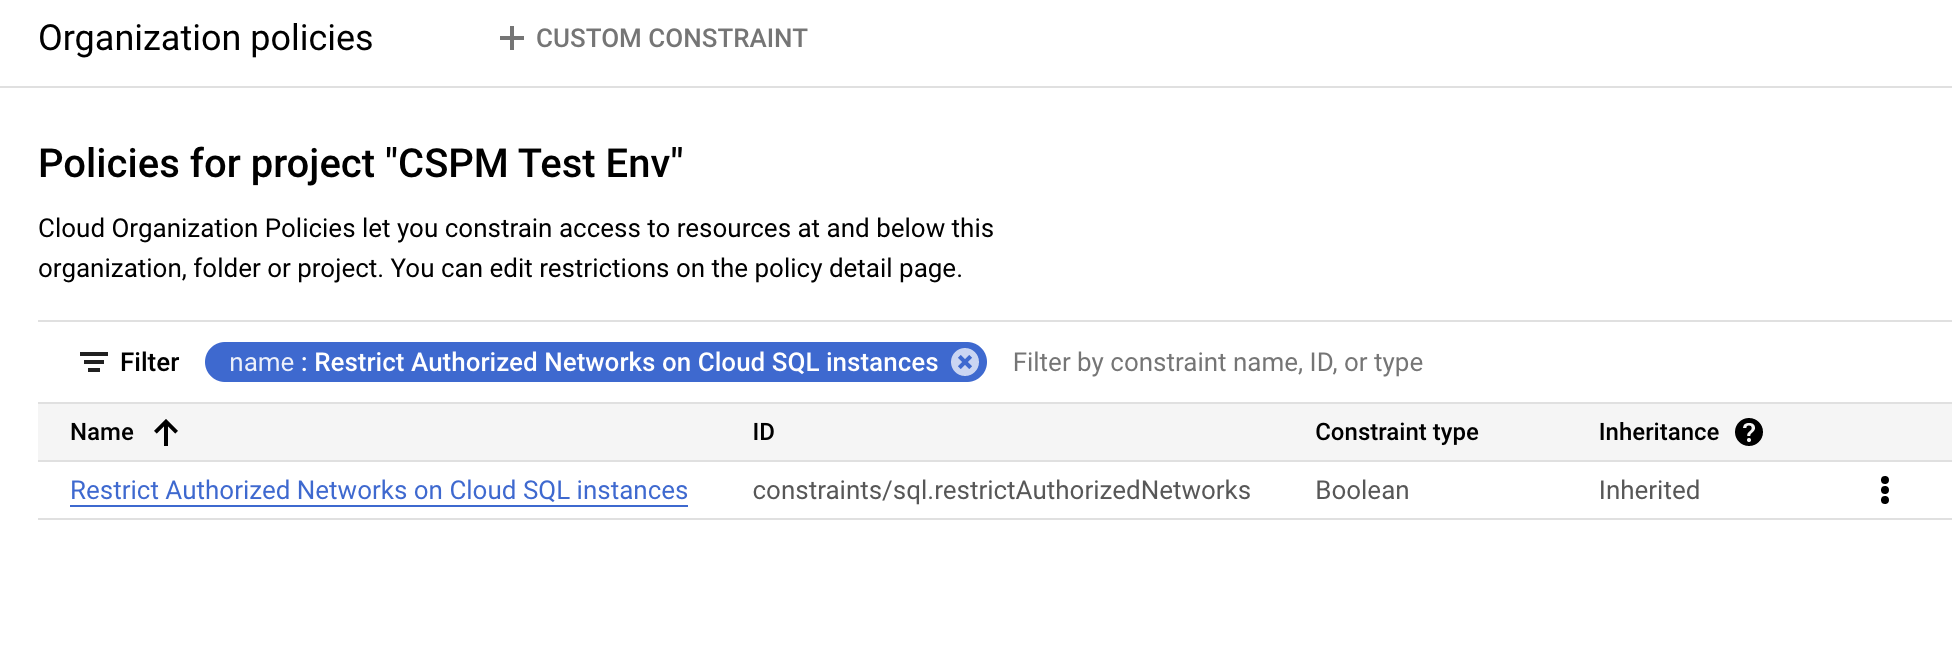 Organization policies
CUSTOM CONSTRAINT
Policies for project "CSPM Test Env"
Cloud Organization Policies let you constrain access to resources at and below this
organization, folder or project. You can edit restrictions on the policy detail page.
Filter name : Restrict Authorized Networks on Cloud SQL instances Filter by constraint name, ID, or type
Name ID Constraint type Inheritance ?
Restrict Authorized Networks on Cloud SQL instances constraints/sql.restrictAuthorizedNetworks Boolean Inherited